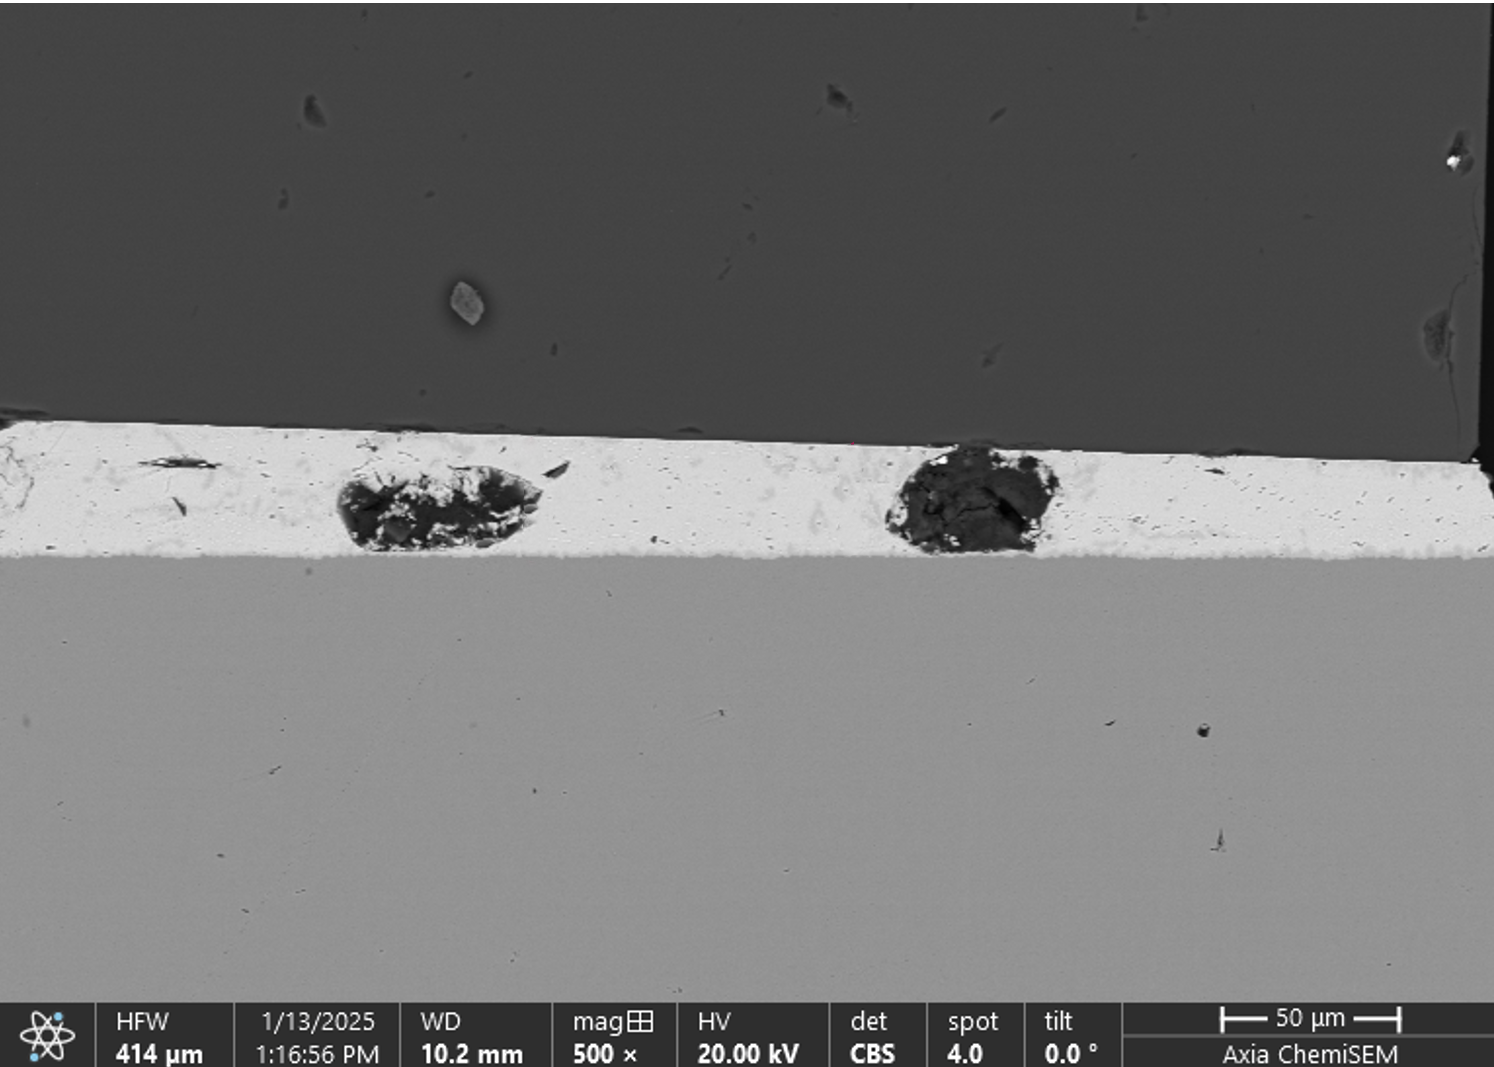 HFW
414 µm
1/13/2025
1:16:56 PM
WD
10.2 mm
mag
500 ×
HV
20.00 kV
det
CBS
spot
4.0
tilt
0.0 °
50 µm
Axia ChemiSEM